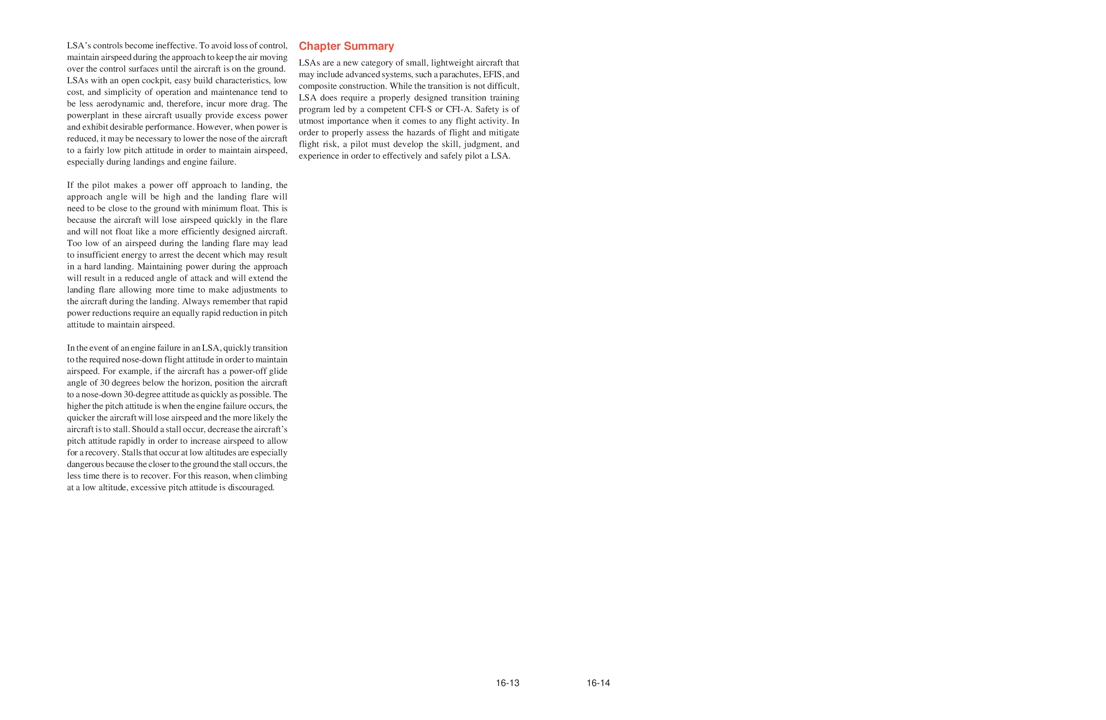 LSA's controls become ineffective. To avoid loss of control,
maintain airspeed during the approach to keep the air moving
over the control surfaces until the aircraft is on the ground.
LSAs with an open cockpit, easy build characteristics, low
cost, and simplicity of operation and maintenance tend to
be less aerodynamic and, therefore, incur more drag. The
powerplant in these aircraft usually provide excess power
and exhibit desirable performance. However, when power is
reduced, it may be necessary to lower the nose of the aircraft
to a fairly low pitch attitude in order to maintain airspeed,
especially during landings and engine failure.
If the pilot makes a power off approach to landing, the
approach angle will be high and the landing flare will
need to be close to the ground with minimum float. This is
because the aircraft will lose airspeed quickly in the flare
and will not float like a more efficiently designed aircraft.
Too low of an airspeed during the landing flare may lead
to insufficient energy to arrest the decent which may result
in a hard landing. Maintaining power during the approach
will result in a reduced angle of attack and will extend the
landing flare allowing more time to make adjustments to
the aircraft during the landing. Always remember that rapid
power reductions require an equally rapid reduction in pitch
attitude to maintain airspeed.
In the event of an engine failure in an LSA, quickly transition
to the required nose-down flight attitude in order to maintain
airspeed. For example, if the aircraft has a power-off glide
angle of 30 degrees below the horizon, position the aircraft
to a nose-down 30-degree attitude as quickly as possible. The
higher the pitch attitude is when the engine failure occurs, the
quicker the aircraft will lose airspeed and the more likely the
aircraft is to stall. Should a stall occur, decrease the aircraft's
pitch attitude rapidly in order to increase airspeed to allow
for a recovery. Stalls that occur at low altitudes are especially
dangerous because the closer to the ground the stall occurs, the
less time there is to recover. For this reason, when climbing
at a low altitude, excessive pitch attitude is discouraged.
Chapter Summary
LSAs are a new category of small, lightweight aircraft that
may include advanced systems, such a parachutes, EFIS, and
composite construction. While the transition is not difficult,
LSA does require a properly designed transition training
program led by a competent CFI-S or CFI-A. Safety is of
utmost importance when it comes to any flight activity. In
order to properly assess the hazards of flight and mitigate
flight risk, a pilot must develop the skill, judgment, and
experience in order to effectively and safely pilot a LSA.
16-13
16-14